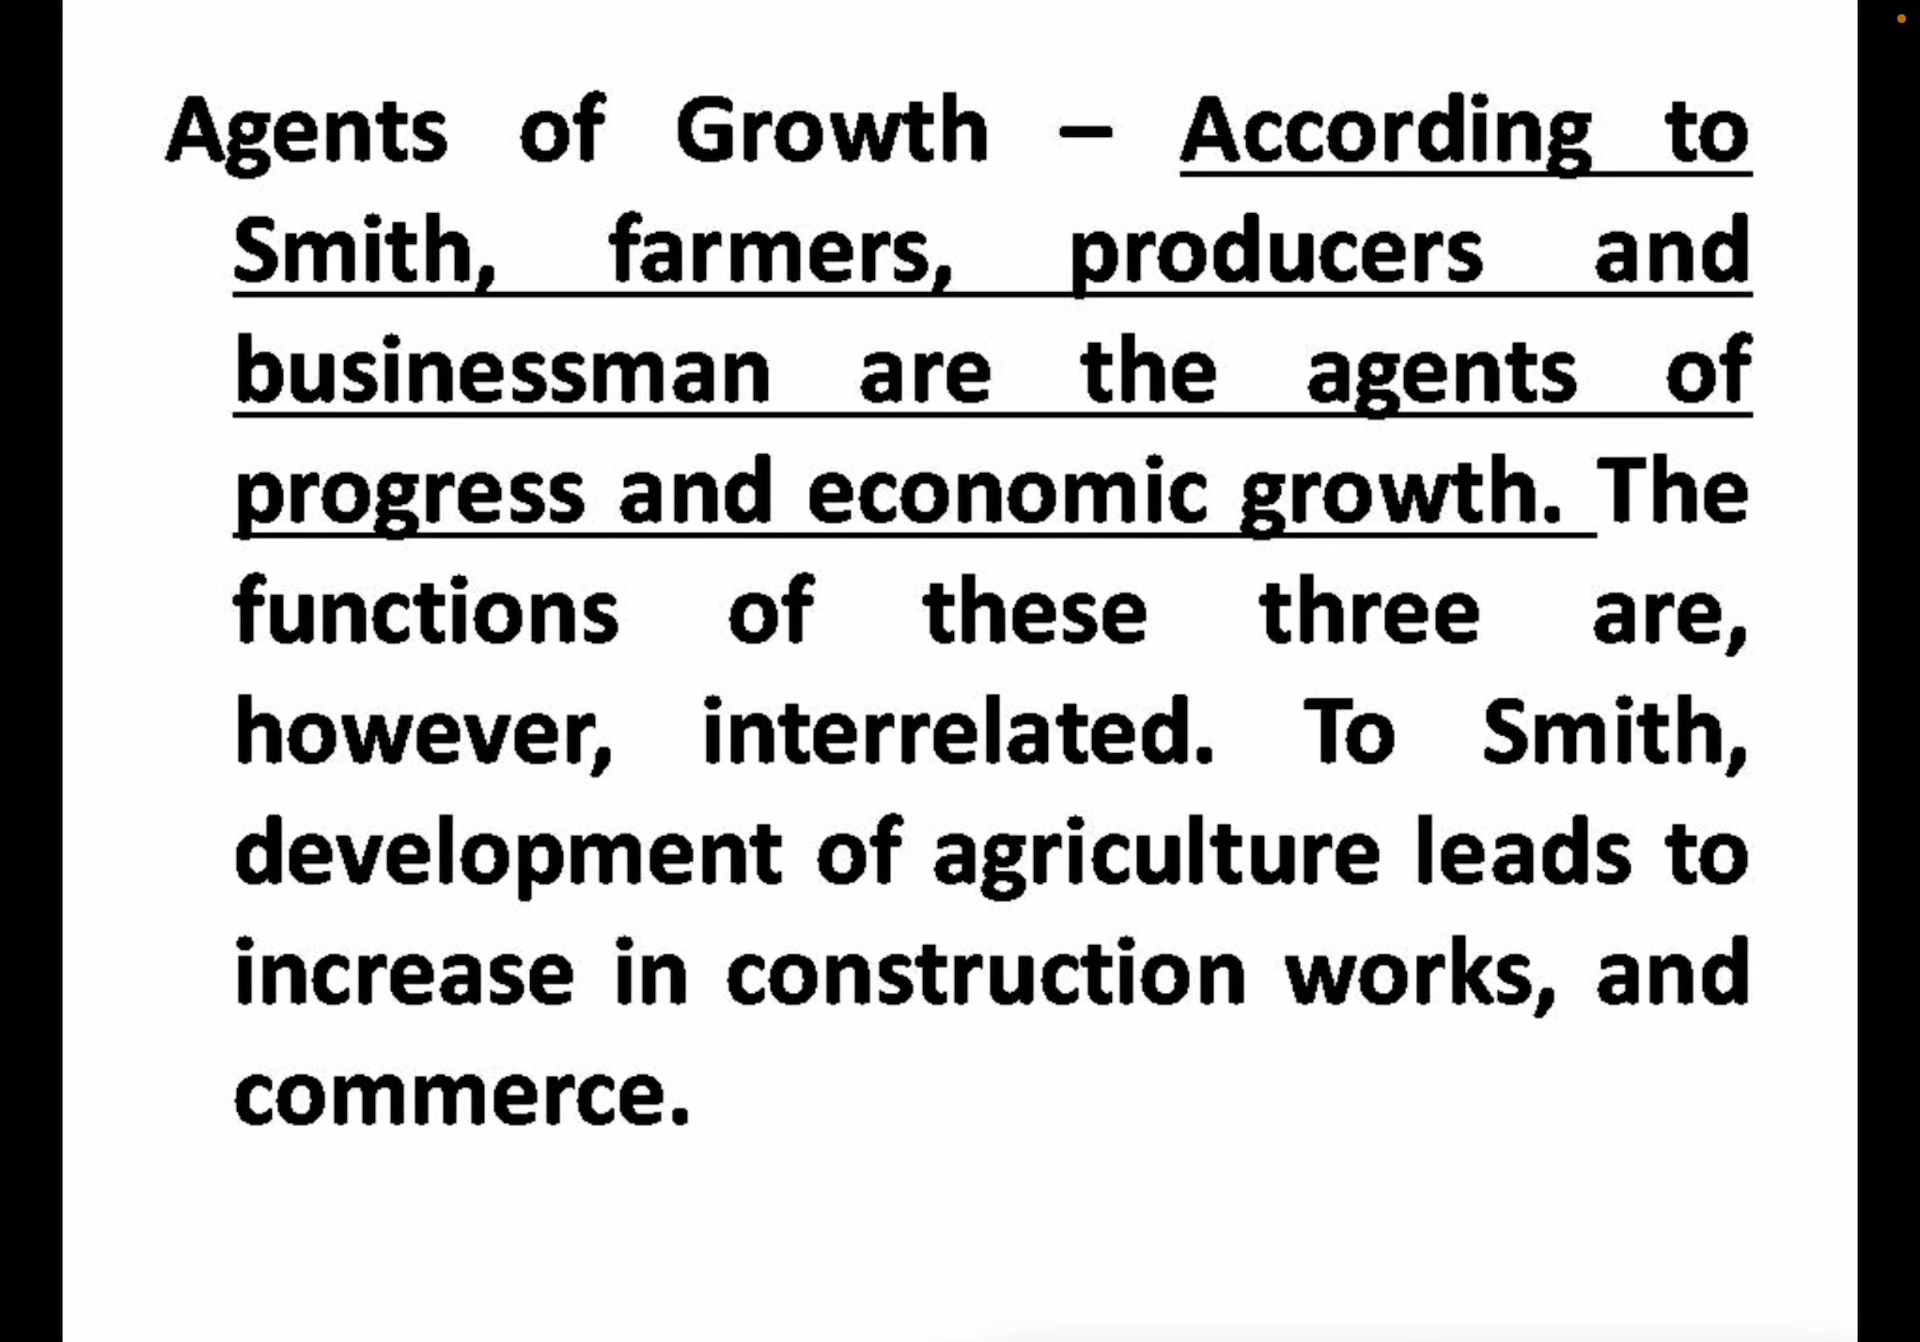 Agents of Growth – According to
Smith, farmers, producers and
businessman are the agents of
progress and economic growth. The
functions of these three are,
however, interrelated. To Smith,
development of agriculture leads to
increase in construction works, and
commerce.